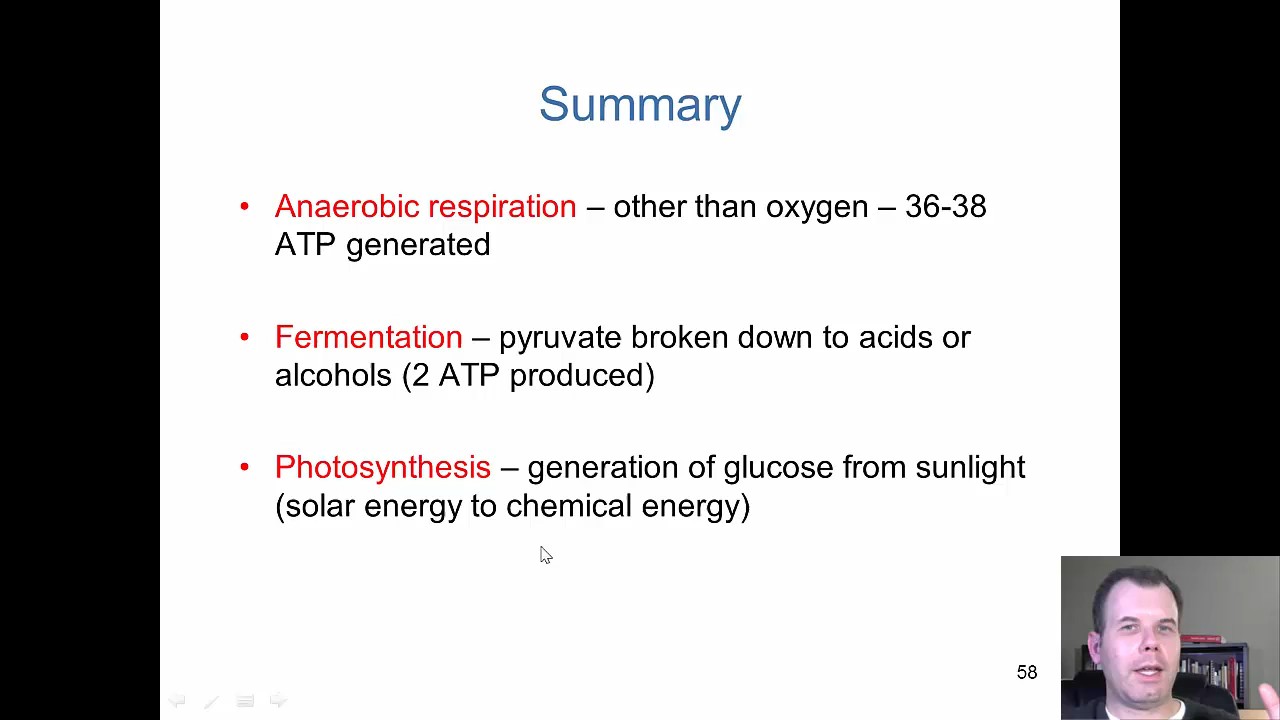 Summary
• Anaerobic respiration – other than oxygen – 36-38
ATP generated
• Fermentation – pyruvate broken down to acids or
alcohols (2 ATP produced)
• Photosynthesis – generation of glucose from sunlight
(solar energy to chemical energy)
58